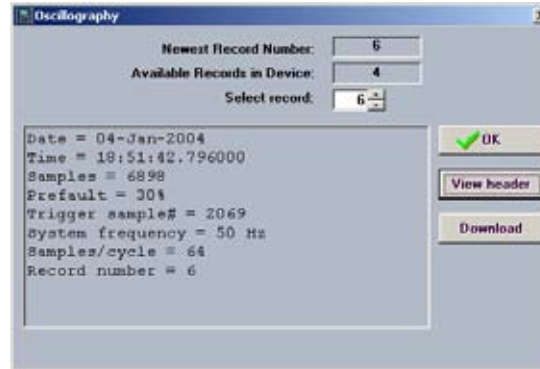 Oscillography
Newest Record Number: 6
Available Records in Device: 4
Select record: 6
Date = 04-Jan-2004
Time = 18:51:42.796000
Samples = 6898
Prefault = 30%
Trigger sample# = 2069
System frequency = 50 Hz
Samples/cycle = 64
Record number = 6
OK
View header
Download